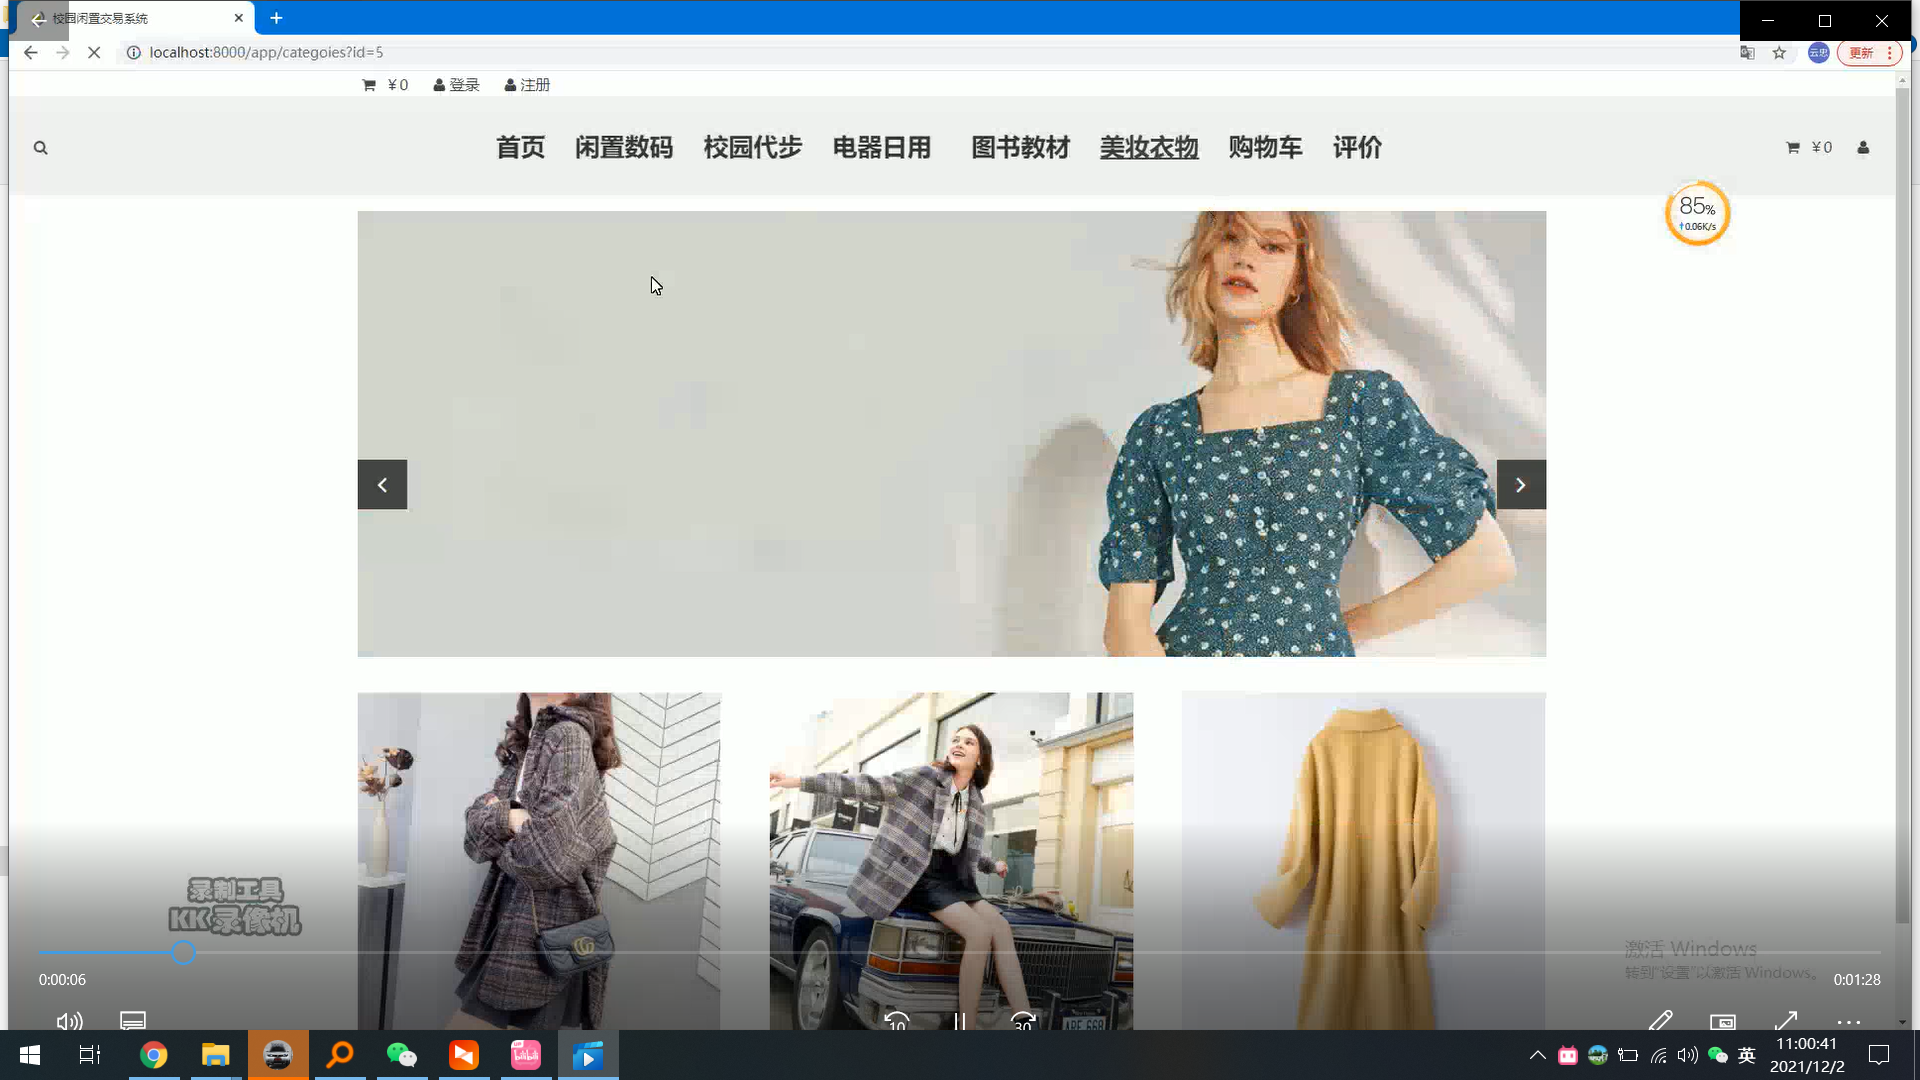 校园闲置交易系统
localhost:8000/app/categoies?id=5
更新
¥0 登录 注册
首页 闲置数码 校园代步 电器日用 图书教材 美妆衣物 购物车 评价
¥0
85%
↑0.06K/s
录制工具
KK录像机
激活 Windows
转到"设置"以激活 Windows。
0:00:06
0:01:28
10
30
bilibili
英
11:00:41
2021/12/2